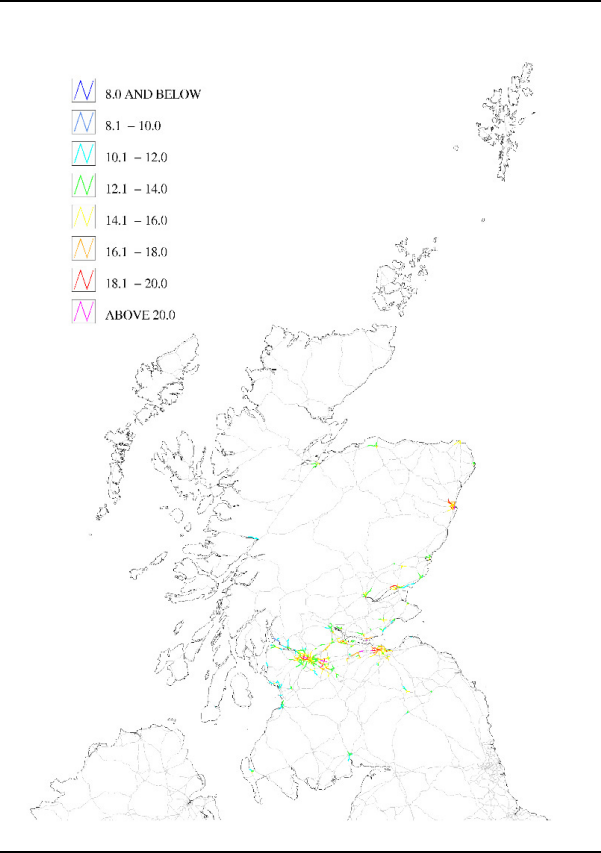 8.0 AND BELOW
8.1 – 10.0
10.1 – 12.0
12.1 – 14.0
14.1 – 16.0
16.1 – 18.0
18.1 – 20.0
ABOVE 20.0